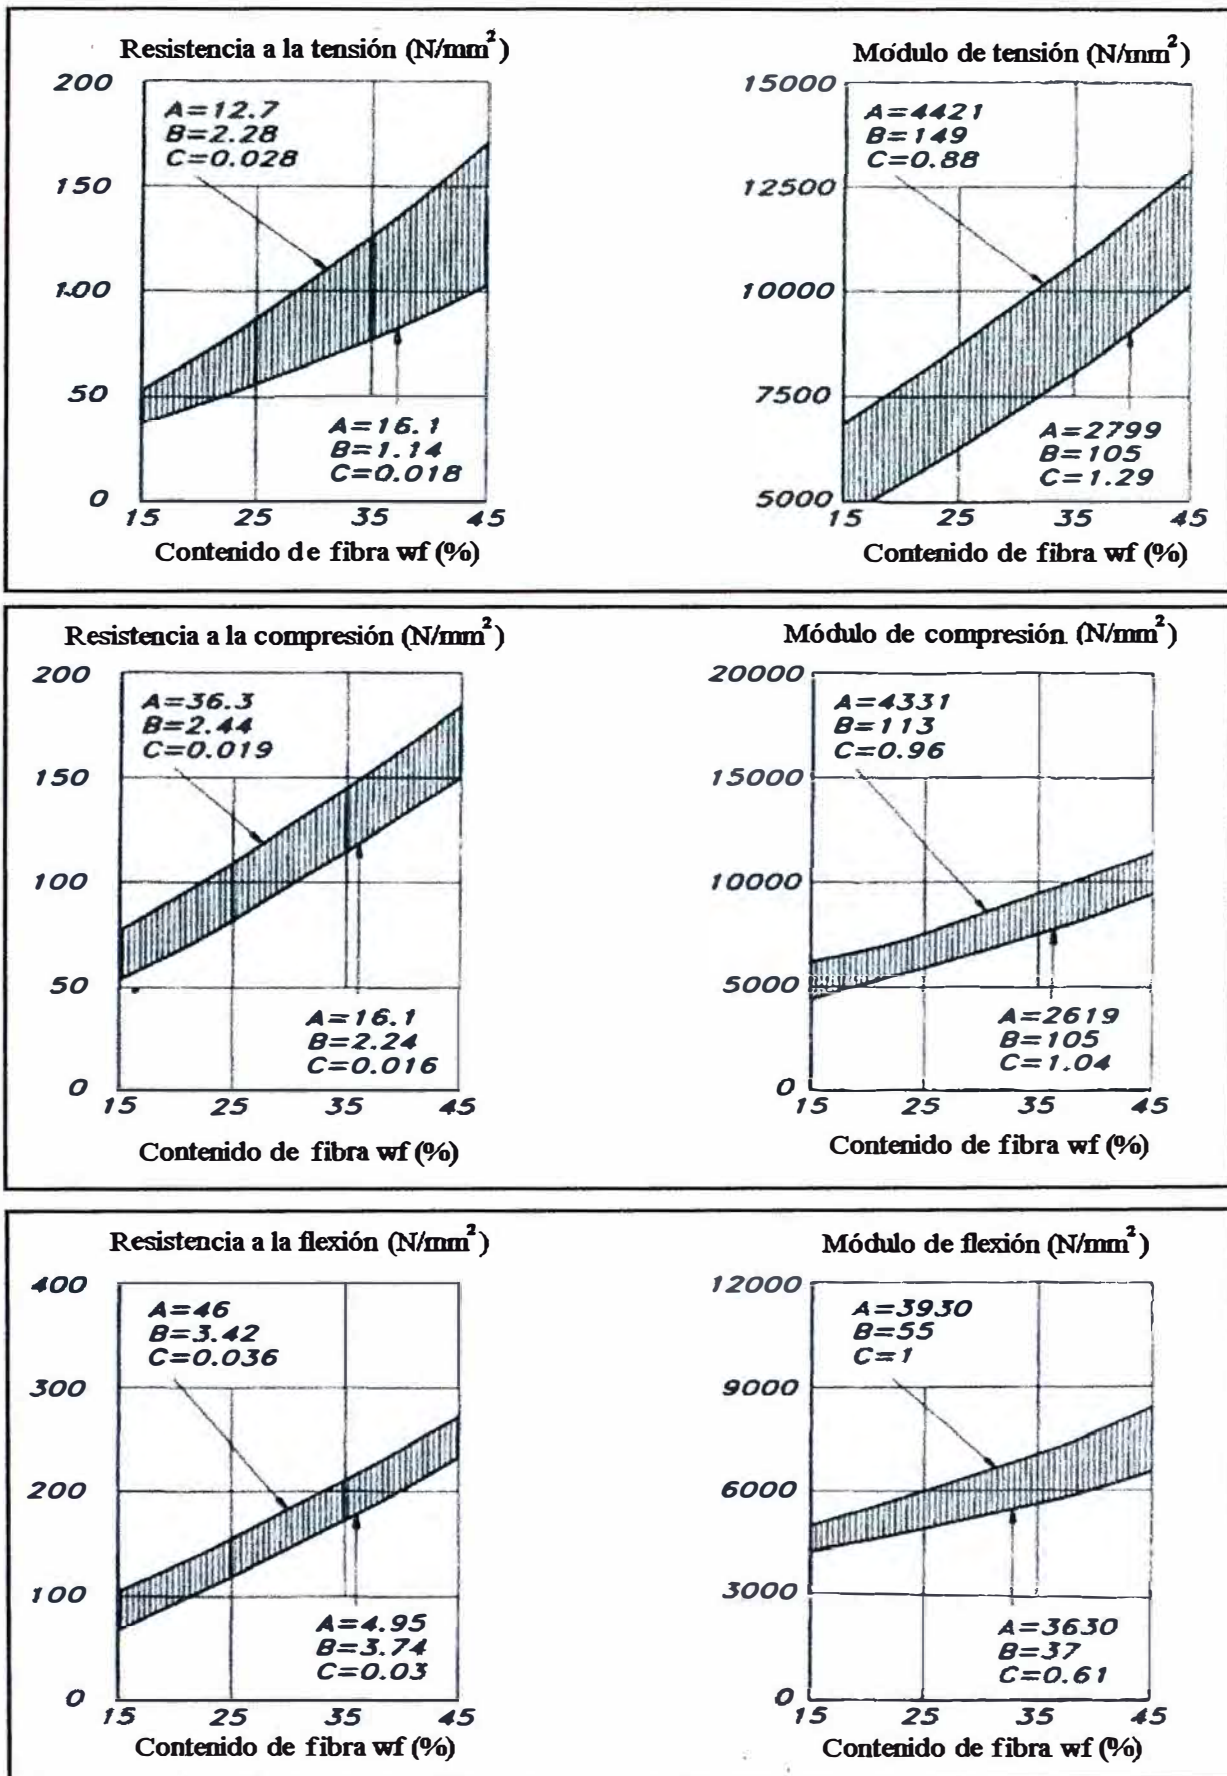 Resistencia a la tensión (N/mm²)
200
150
100
50
0
A=12.7
B=2.28
C=0.028
A=16.1
B=1.14
C=0.018
15 25 35 45
Contenido de fibra wf (%)
Módulo de tensión (N/mm²)
15000
12500
10000
7500
5000
A=4421
B=149
C=0.88
A=2799
B=105
C=1.29
15 25 35 45
Contenido de fibra wf (%)
Resistencia a la compresión (N/mm²)
200
150
100
50
0
A=36.3
B=2.44
C=0.019
A=16.1
B=2.24
C=0.016
15 25 35 45
Contenido de fibra wf (%)
Módulo de compresión (N/mm²)
20000
15000
10000
5000
0
A=4331
B=113
C=0.96
A=2619
B=105
C=1.04
15 25 35 45
Contenido de fibra wf (%)
Resistencia a la flexión (N/mm²)
400
300
200
100
0
A=46
B=3.42
C=0.036
A=4.95
B=3.74
C=0.03
15 25 35 45
Contenido de fibra wf (%)
Módulo de flexión (N/mm²)
12000
9000
6000
3000
0
A=3930
B=55
C=1
A=3630
B=37
C=0.61
15 25 35 45
Contenido de fibra wf (%)